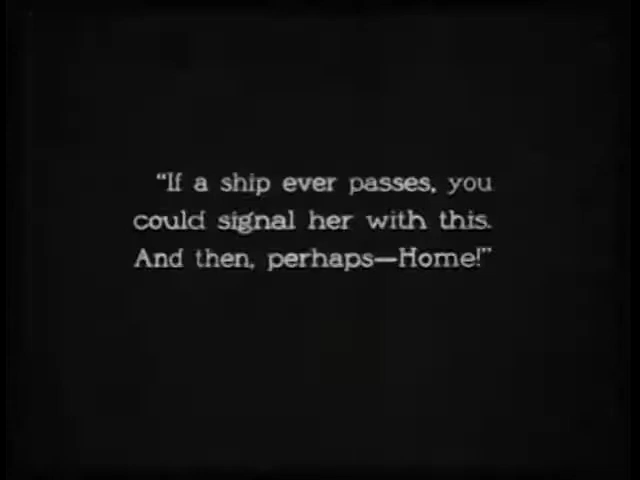 “If a ship ever passes, you
could signal her with this.
And then, perhaps—Home!”